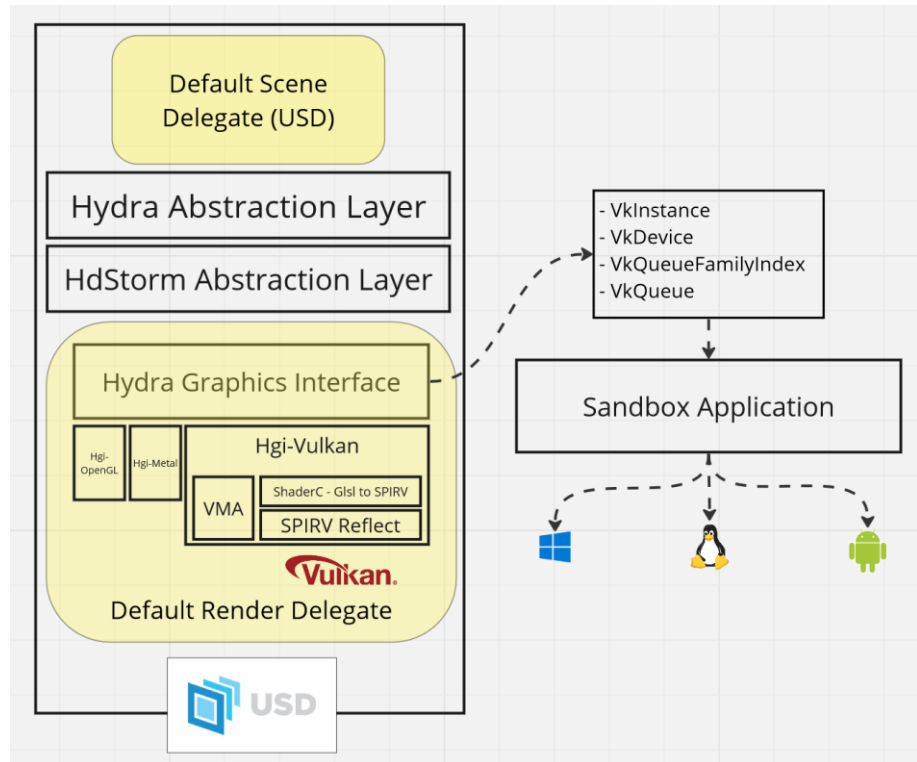 Default Scene
Delegate (USD)
Hydra Abstraction Layer
HdStorm Abstraction Layer
Hydra Graphics Interface
Hgi-
OpenGL
Hgi-Metal
Hgi-Vulkan
VMA
ShaderC - Glsl to SPIRV
SPIRV Reflect
Vulkan.
Default Render Delegate
USD
- VkInstance
- VkDevice
- VkQueueFamilyIndex
- VkQueue
Sandbox Application